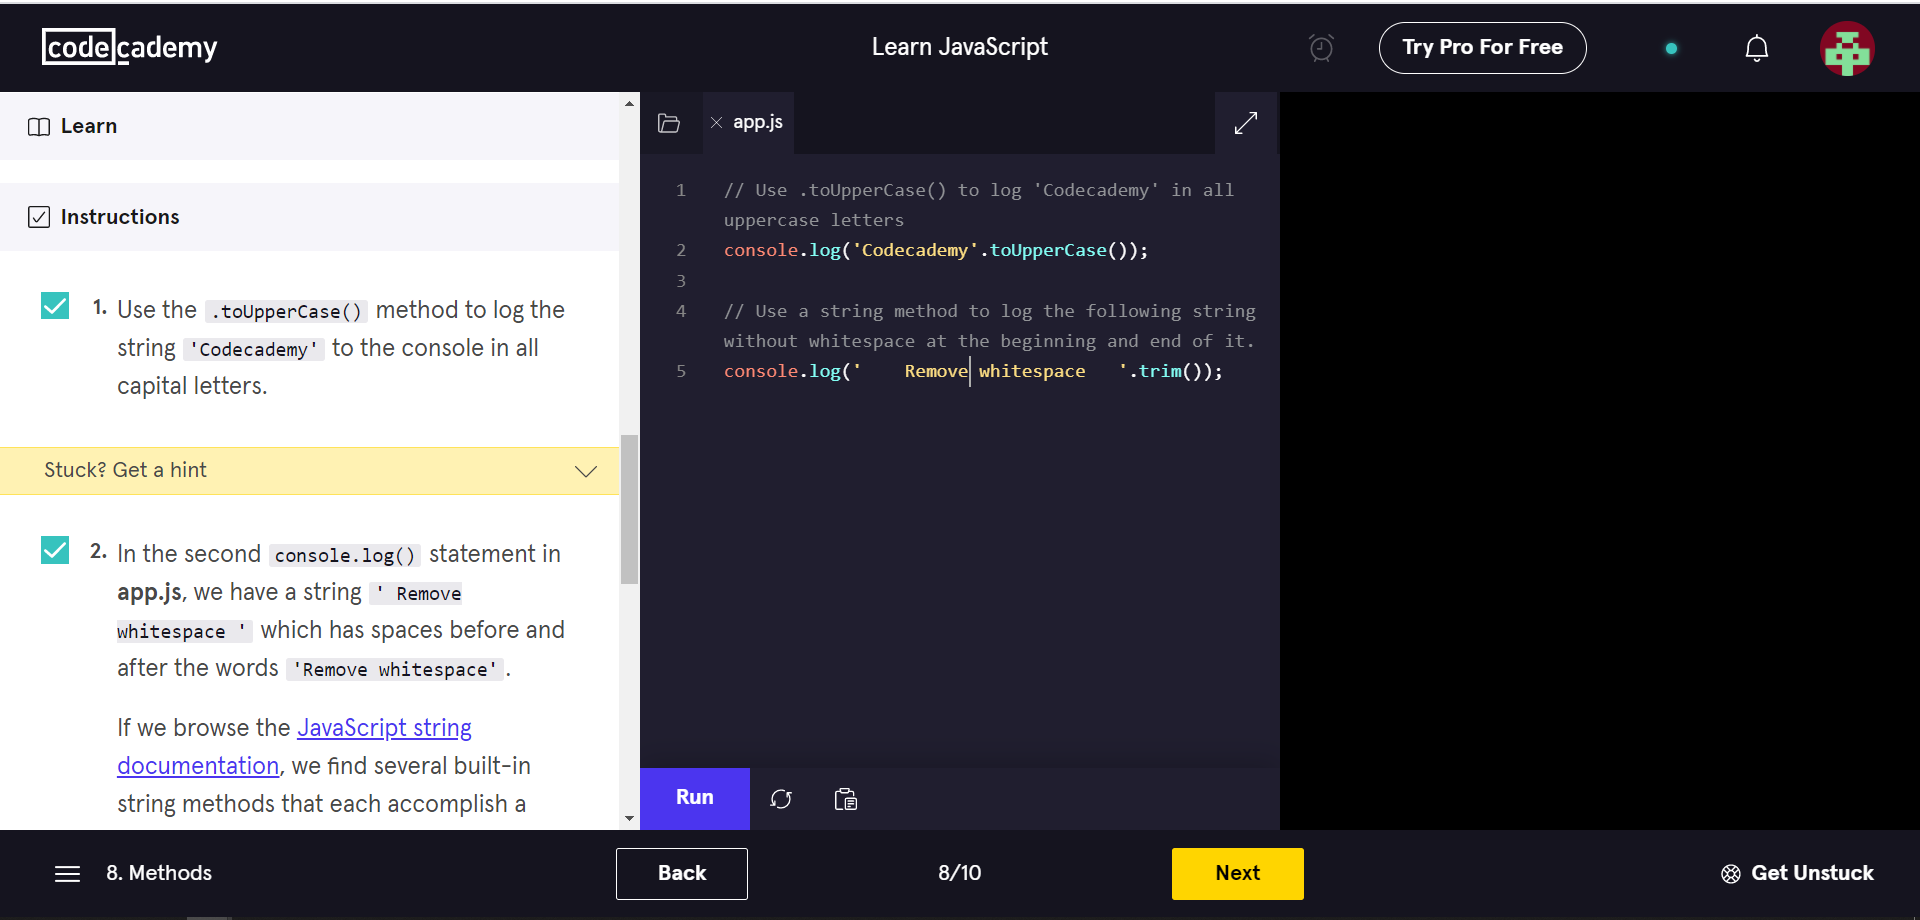 codecademy
Learn JavaScript
Try Pro For Free
Learn
Instructions
1. Use the .toUpperCase() method to log the
string 'Codecademy' to the console in all
capital letters.
Stuck? Get a hint
2. In the second console.log() statement in
app.js, we have a string ' Remove
whitespace ' which has spaces before and
after the words 'Remove whitespace'.
If we browse the JavaScript string
documentation, we find several built-in
string methods that each accomplish a
app.js
1 // Use .toUpperCase() to log 'Codecademy' in all
uppercase letters
2 console.log('Codecademy'.toUpperCase());
3
4 // Use a string method to log the following string
without whitespace at the beginning and end of it.
5 console.log('    Remove whitespace   '.trim());
Run
8. Methods
Back
8/10
Next
Get Unstuck